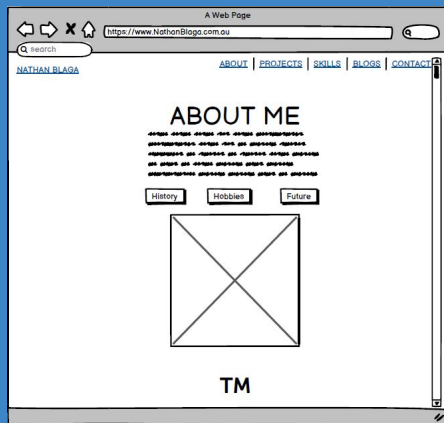 A Web Page
https://www.NathanBlaga.com.au
search
NATHAN BLAGA
ABOUT PROJECTS SKILLS BLOGS CONTACT
ABOUT ME
History Hobbies Future
TM